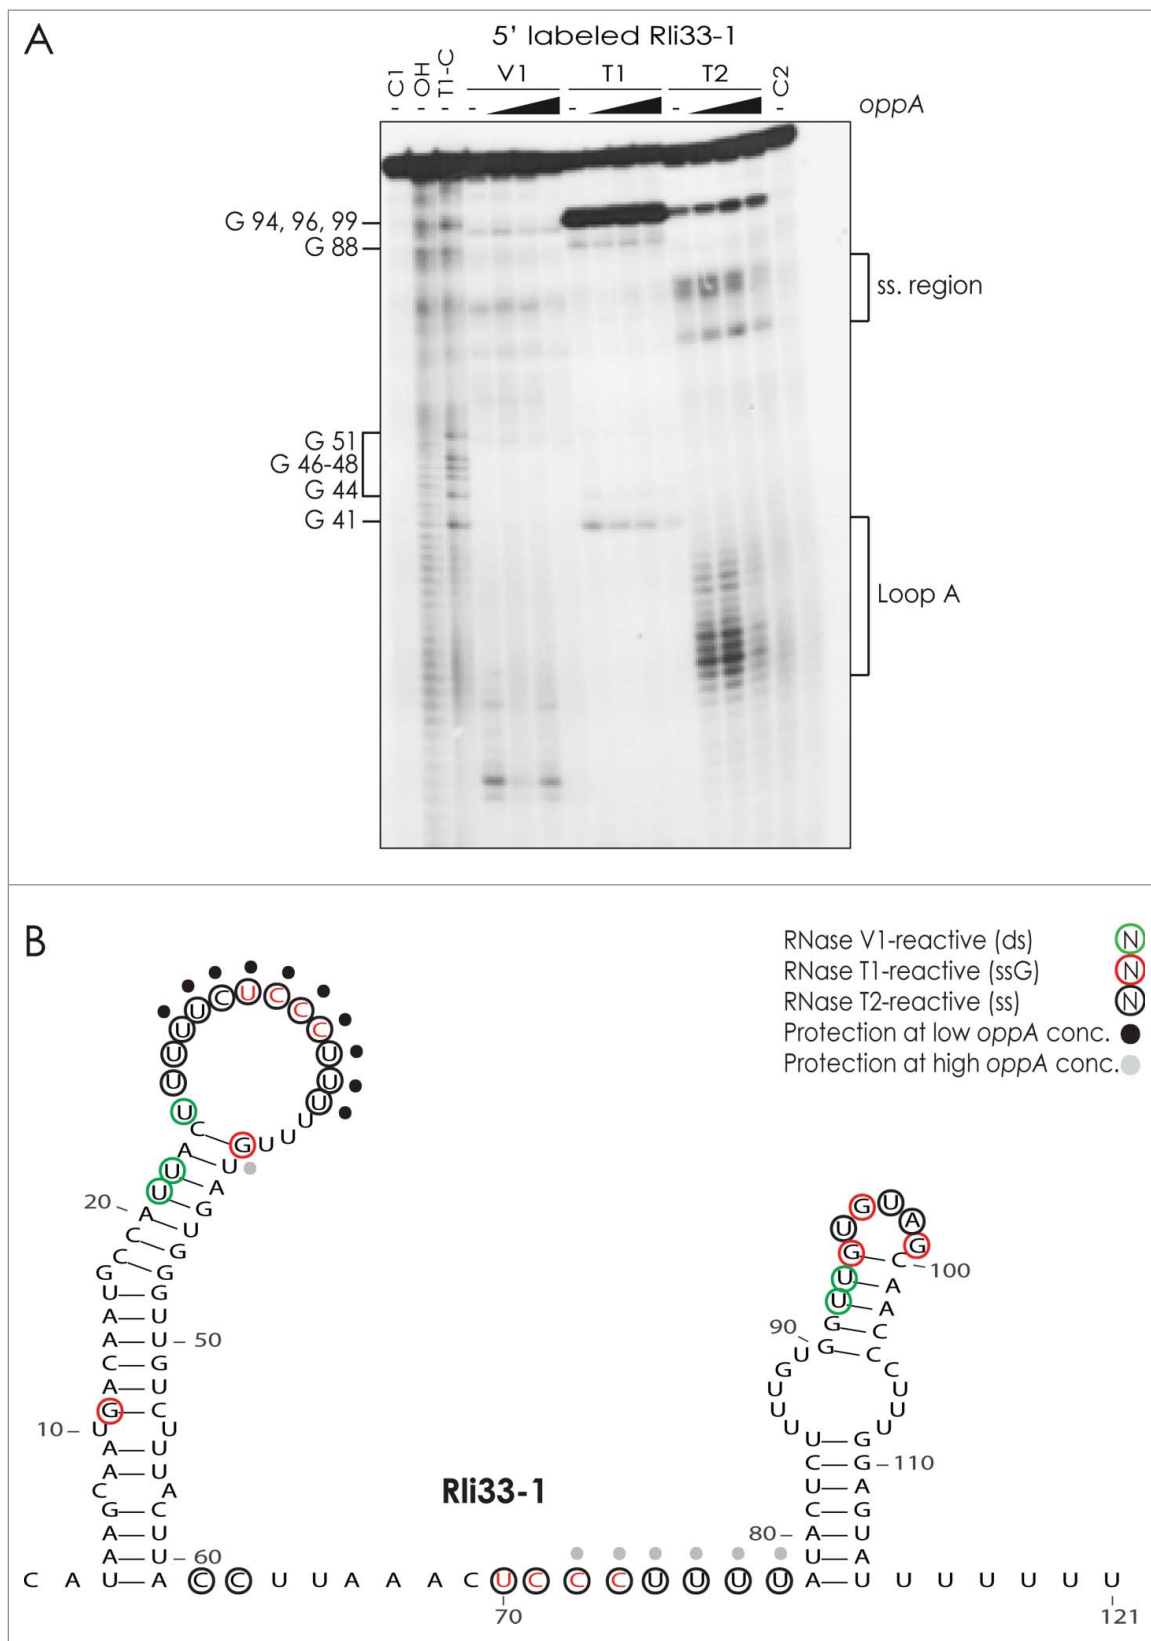 A
5' labeled Rli33-1
C1 OH T1-C V1 T1 T2 C2
- - - - - - - oppA
G 94, 96, 99
G 88
ss. region
G 51
G 46-48
G 44
G 41
Loop A
B
RNase V1-reactive (ds) N
RNase T1-reactive (ssG) N
RNase T2-reactive (ss) N
Protection at low oppA conc.
Protection at high oppA conc.
U U U U U C U C C C U U U U U U G
C A U U A C C G U A A C A G U A A C G A A U
U A G U G G G U U G U C U U U A C U U A
20
50
10
60
Rli33-1
G U U G U G U A G C A A C C C
100
90
U G U U U U C U C A U A
U U U G G A G U A U
110
80
C A U A C C U U A A A C U C C C U U U U A U U U U U U U
70
121